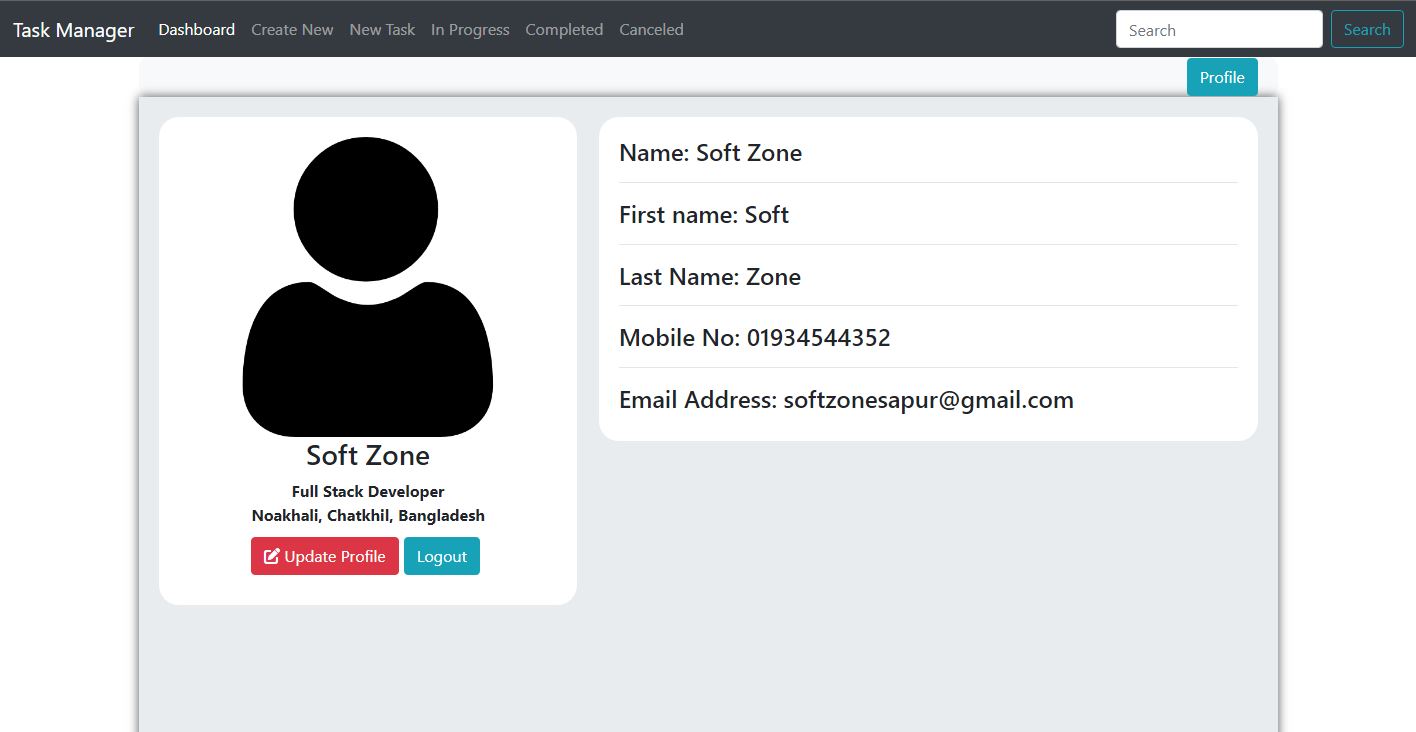 Task Manager Dashboard Create New New Task In Progress Completed Canceled Search Search
Profile
Soft Zone
Full Stack Developer
Noakhali, Chatkhil, Bangladesh
Update Profile Logout
Name: Soft Zone
First name: Soft
Last Name: Zone
Mobile No: 01934544352
Email Address: softzonesapur@gmail.com